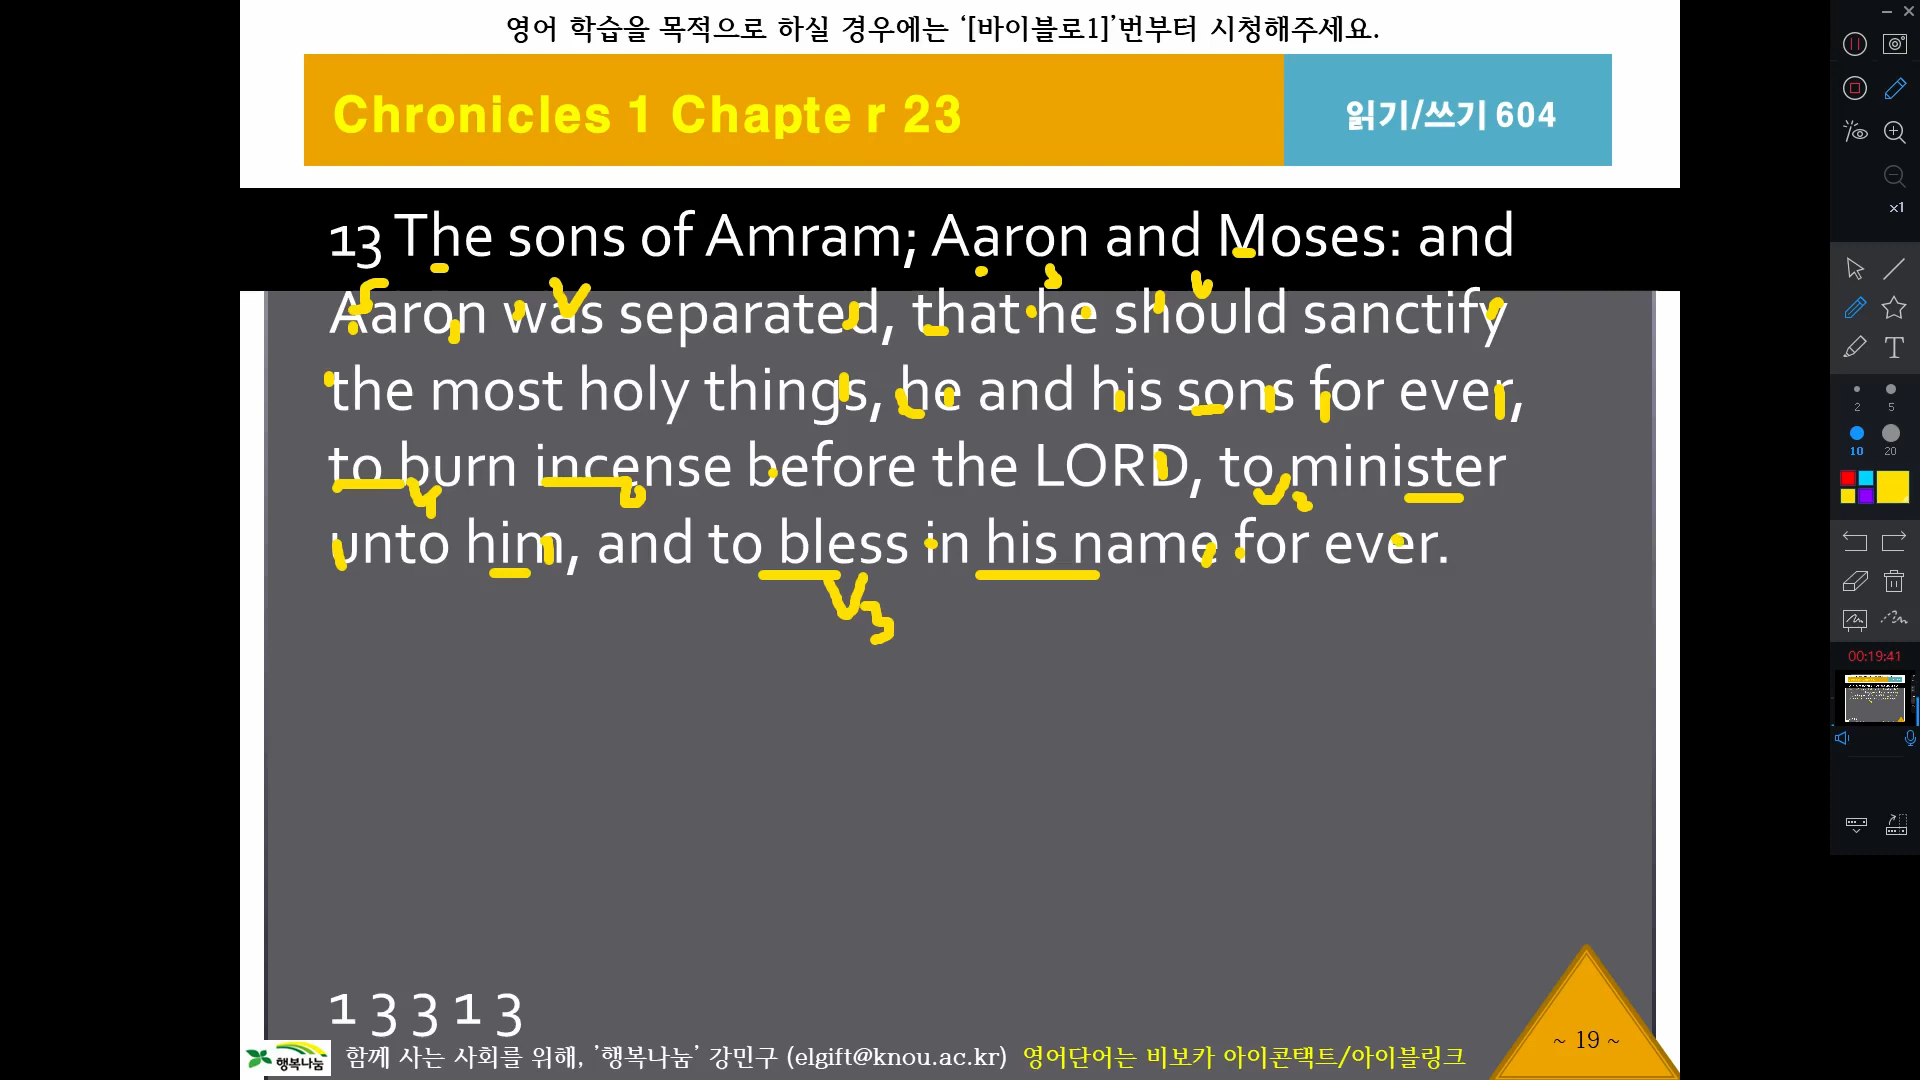 영어 학습을 목적으로 하실 경우에는 ‘[바이블로1]’번부터 시청해주세요.
Chronicles 1 Chapte r 23
읽기/쓰기 604
13 The sons of Amram; Aaron and Moses: and
Aaron was separated, that he should sanctify
the most holy things, he and his sons for ever,
to burn incense before the LORD, to minister
unto him, and to bless in his name for ever.
V
S
V
V
V3
1 3 3 1 3
~ 19 ~
행복나눔
함께 사는 사회를 위해, ’행복나눔’ 강민구 (elgift@knou.ac.kr) 영어단어는 비보카 아이콘택트/아이블링크
x1
T
2
5
10
20
00:19:41